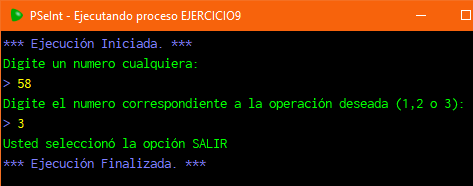 PSeInt - Ejecutando proceso EJERCICIO9
*** Ejecución Iniciada. ***
Digite un numero cualquiera:
> 58
Digite el numero correspondiente a la operación deseada (1,2 o 3):
> 3
Usted seleccionó la opción SALIR
*** Ejecución Finalizada. ***